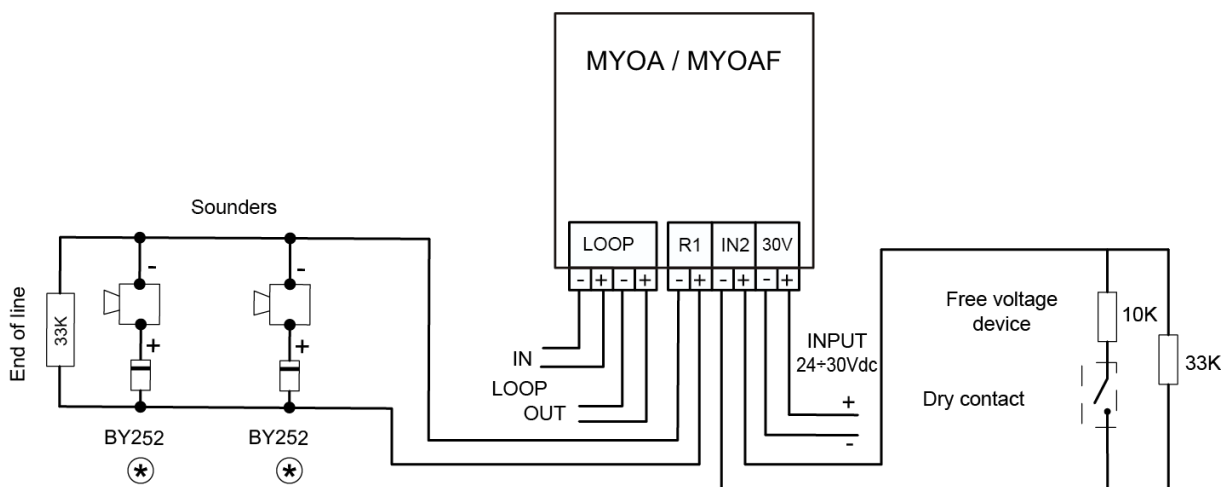 MYOA / MYOAF
Sounders
LOOP R1 IN2 30V
- + - + - + - + - +
- -
End of line
33K
+ +
BY252 BY252
* *
IN
LOOP
OUT
INPUT
24÷30Vdc
+
-
Free voltage
device
10K
33K
Dry contact